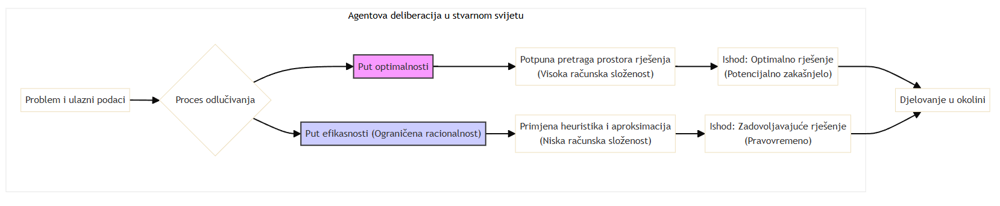 Agentova deliberacija u stvarnom svijetu
Problem i ulazni podaci
Proces odlučivanja
Put optimalnosti
Potpuna pretraga prostora rješenja
(Visoka računska složenost)
Ishod: Optimalno rješenje
(Potencijalno zakašnjelo)
Put efikasnosti (Ograničena racionalnost)
Primjena heuristika i aproksimacija
(Niska računska složenost)
Ishod: Zadovoljavajuće rješenje
(Pravovremeno)
Djelovanje u okolini